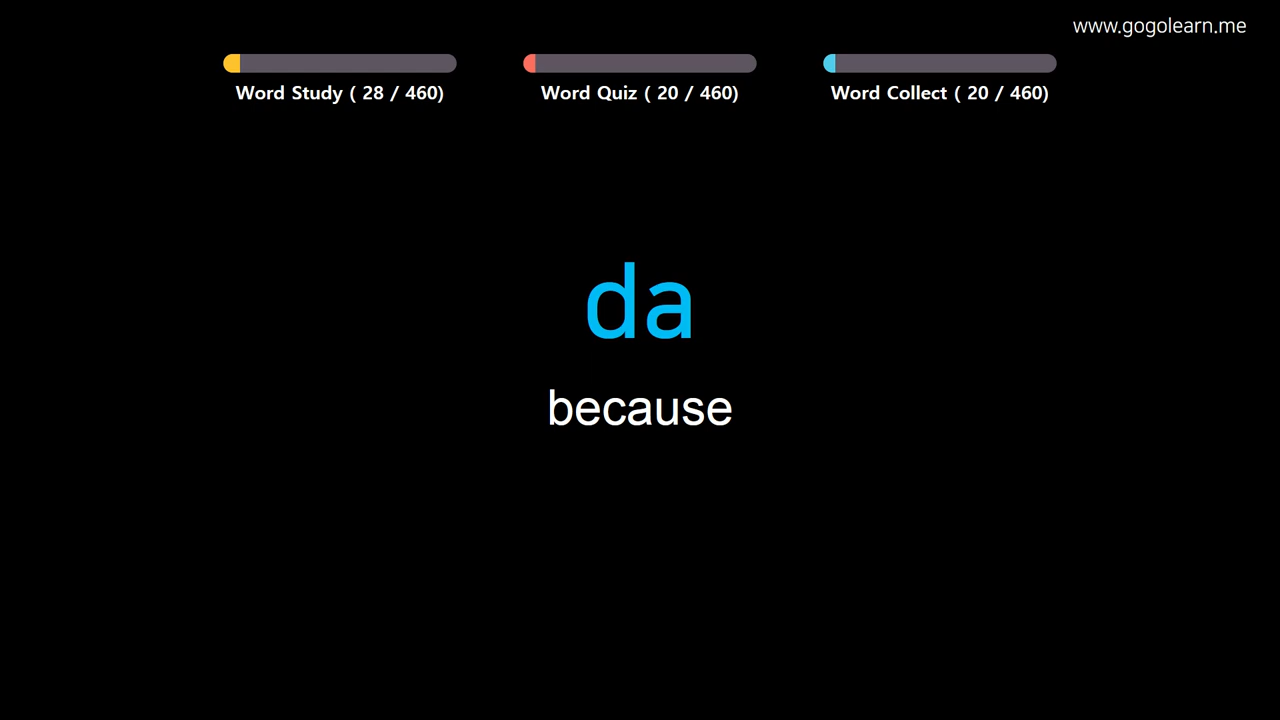 www.gogolearn.me
Word Study ( 28 / 460)
Word Quiz ( 20 / 460)
Word Collect ( 20 / 460)
da
because